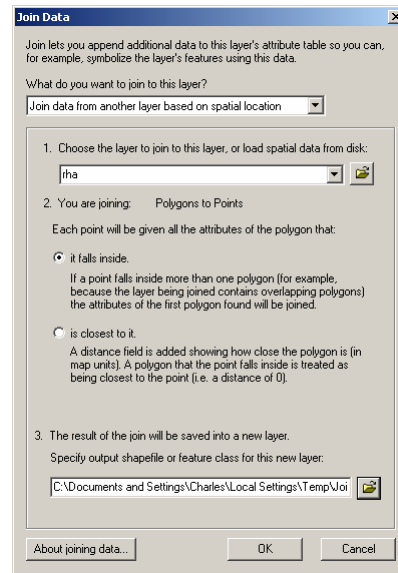 Join Data
Join lets you append additional data to this layer's attribute table so you can,
for example, symbolize the layer's features using this data.
What do you want to join to this layer?
Join data from another layer based on spatial location
1. Choose the layer to join to this layer, or load spatial data from disk:
rha
2. You are joining: Polygons to Points
Each point will be given all the attributes of the polygon that:
it falls inside.
If a point falls inside more than one polygon (for example,
because the layer being joined contains overlapping polygons)
the attributes of the first polygon found will be joined.
is closest to it.
A distance field is added showing how close the polygon is (in
map units). A polygon that the point falls inside is treated as
being closest to the point (i.e. a distance of 0).
3. The result of the join will be saved into a new layer.
Specify output shapefile or feature class for this new layer:
C:\Documents and Settings\Charles\Local Settings\Temp\Joi
About joining data... OK Cancel